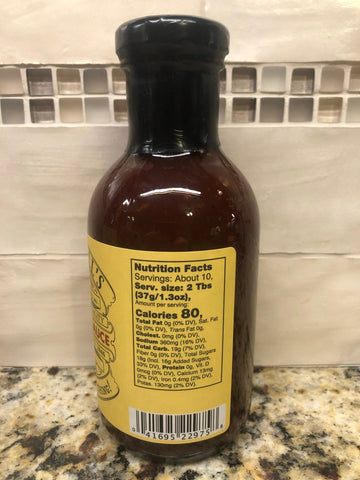 L'S
UCE
Nutrition Facts
Servings: About 10,
Serv. size: 2 Tbs
(37g/1.3oz),
Amount per serving:
Calories 80,
Total Fat 0g (0% DV), Sat. Fat
0g (0% DV), Trans Fat 0g,
Cholest. 0mg (0% DV),
Sodium 360mg (16% DV),
Total Carb. 19g (7% DV),
Fiber 0g (0% DV), Total Sugars
18g (Incl. 16g Added Sugars,
33% DV), Protein 0g, Vit. D
0mcg (0% DV), Calcium 13mg
(2% DV), Iron 0.4mg (2% DV),
Potas. 130mg (2% DV).
0 41695 22975 8